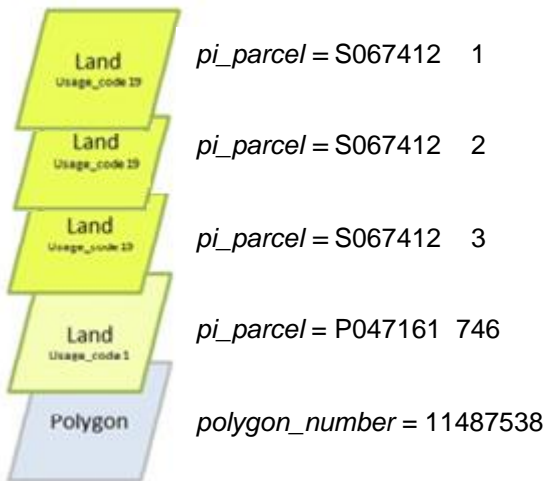 Land
Usage_code 19
pi_parcel = S067412 1
Land
Usage_code 19
pi_parcel = S067412 2
Land
Usage_code 19
pi_parcel = S067412 3
Land
Usage_code 1
pi_parcel = P047161 746
Polygon
polygon_number = 11487538